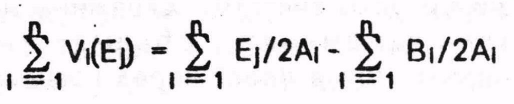 n∑i≡1 Vi(Ej) = n∑i≡1 Ej/2Ai - n∑i≡1 Bi/2Ai